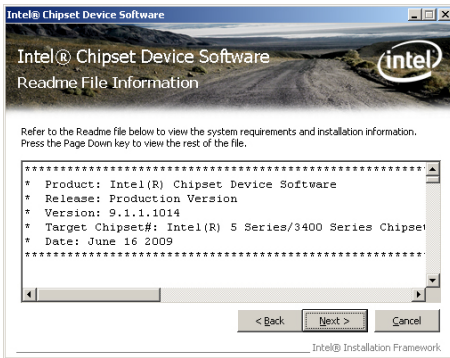 Intel® Chipset Device Software
Intel® Chipset Device Software
intel
Readme File Information
Refer to the Readme file below to view the system requirements and installation information.
Press the Page Down key to view the rest of the file.
************************************************************
* Product: Intel(R) Chipset Device Software
* Release: Production Version
* Version: 9.1.1.1014
* Target Chipset#: Intel(R) 5 Series/3400 Series Chipset
* Date: June 16 2009
************************************************************
< Back Next > Cancel
Intel® Installation Framework